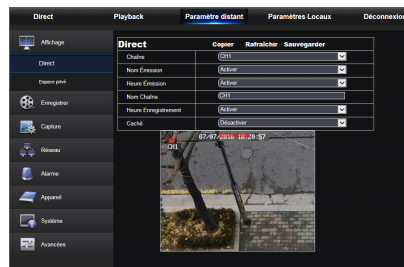 Direct Playback Paramètre distant Paramètres Locaux Déconnexion
Affichage
Direct
Espace privé
Enregistrer
Capture
Réseau
Alarme
Appareil
Système
Avancées
Direct Copier Rafraichir Sauvegarder
Chaîne CH1
Nom Émission Activer
Heure Émission Activer
Nom Chaîne CH1
Heure Enregistrement Activer
Caché Désactiver
07/07/2016 18:20:57
CH1